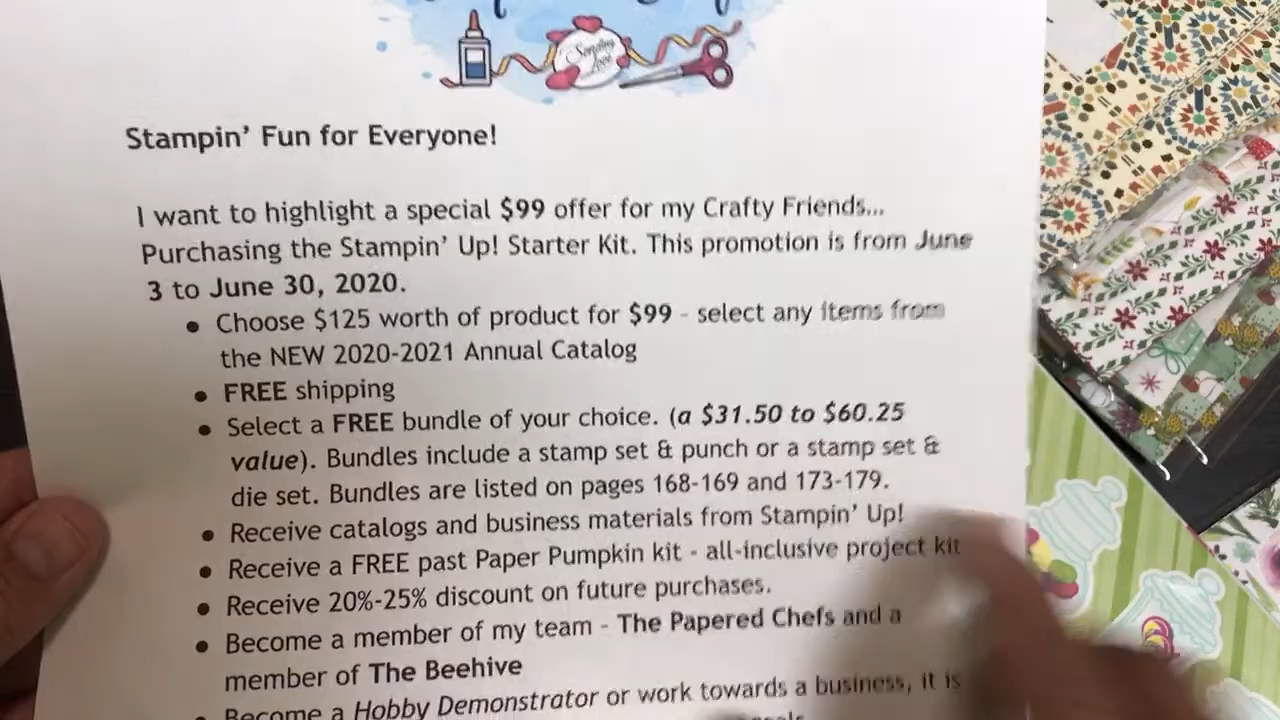 Sending
Love
Stampin' Fun for Everyone!
I want to highlight a special $99 offer for my Crafty Friends...
Purchasing the Stampin' Up! Starter Kit. This promotion is from June
3 to June 30, 2020.
• Choose $125 worth of product for $99 - select any items from
the NEW 2020-2021 Annual Catalog
• FREE shipping
• Select a FREE bundle of your choice. (a $31.50 to $60.25
value). Bundles include a stamp set & punch or a stamp set &
die set. Bundles are listed on pages 168-169 and 173-179.
• Receive catalogs and business materials from Stampin' Up!
• Receive a FREE past Paper Pumpkin kit - all-inclusive project kit
• Receive 20%-25% discount on future purchases.
• Become a member of my team - The Papered Chefs and a
member of The Beehive
• Become a Hobby Demonstrator or work towards a business, it is